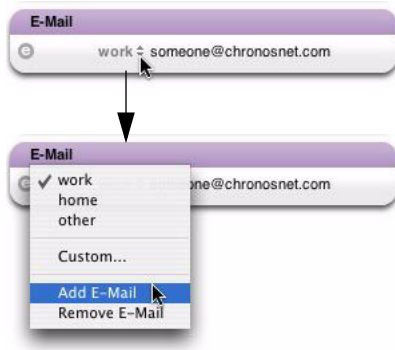 E-Mail
e work someone@chronosnet.com
E-Mail
work one@chronosnet.com
home
other
Custom...
Add E-Mail
Remove E-Mail